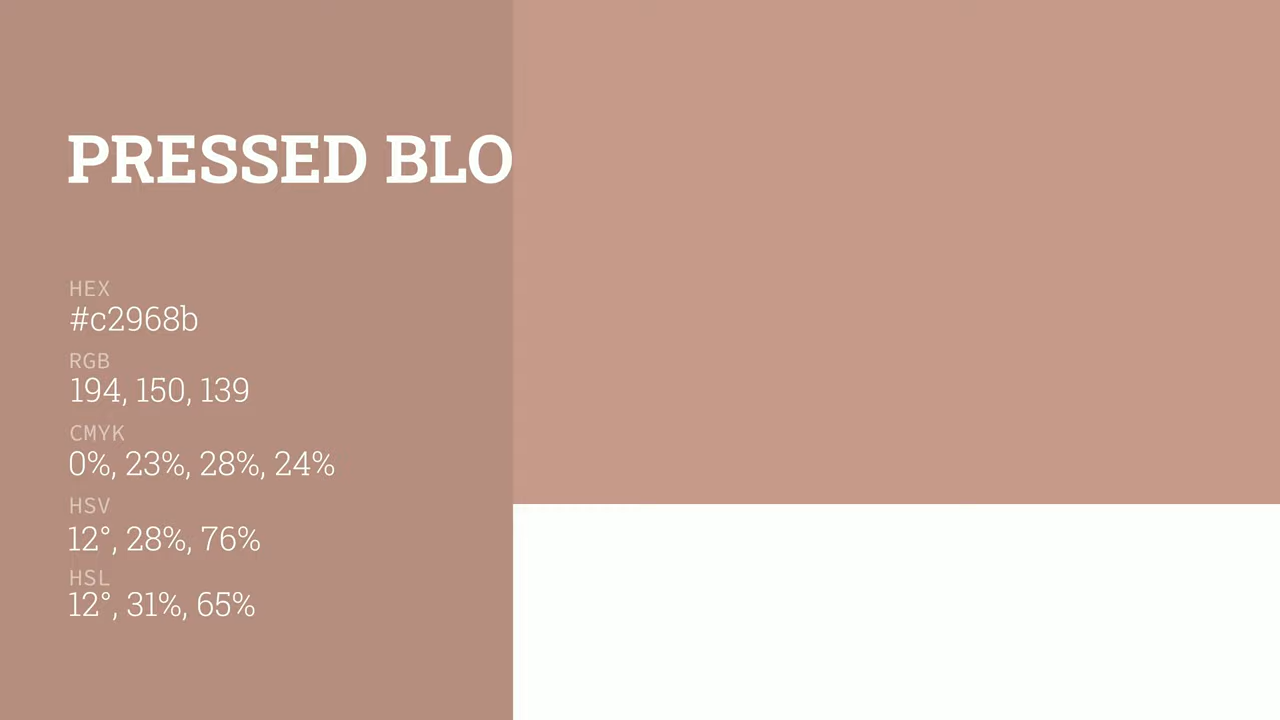 PRESSED BLO
HEX
#c2968b
RGB
194, 150, 139
CMYK
0%, 23%, 28%, 24%
HSV
12°, 28%, 76%
HSL
12°, 31%, 65%